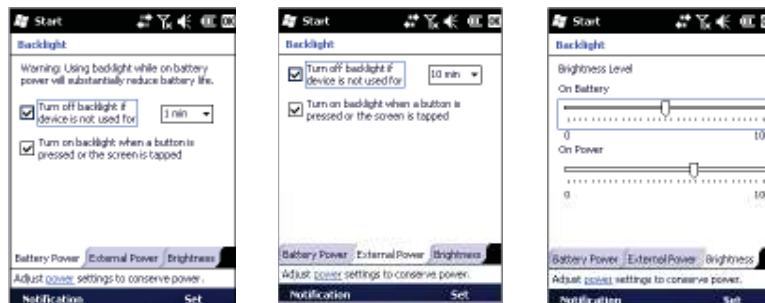 Start
Backlight
Warning: Using backlight while on battery
power will substantially reduce battery life.
Turn off backlight if
device is not used for
1 min
Turn on backlight when a button is
pressed or the screen is tapped
Battery Power External Power Brightness
Adjust power settings to conserve power.
Notification Set
Start
Backlight
Turn off backlight if
device is not used for
10 min
Turn on backlight when a button is
pressed or the screen is tapped
Battery Power External Power Brightness
Adjust power settings to conserve power.
Notification Set
Start
Backlight
Brightness Level
On Battery
0 10
On Power
0 10
Battery Power External Power Brightness
Adjust power settings to conserve power.
Notification Set